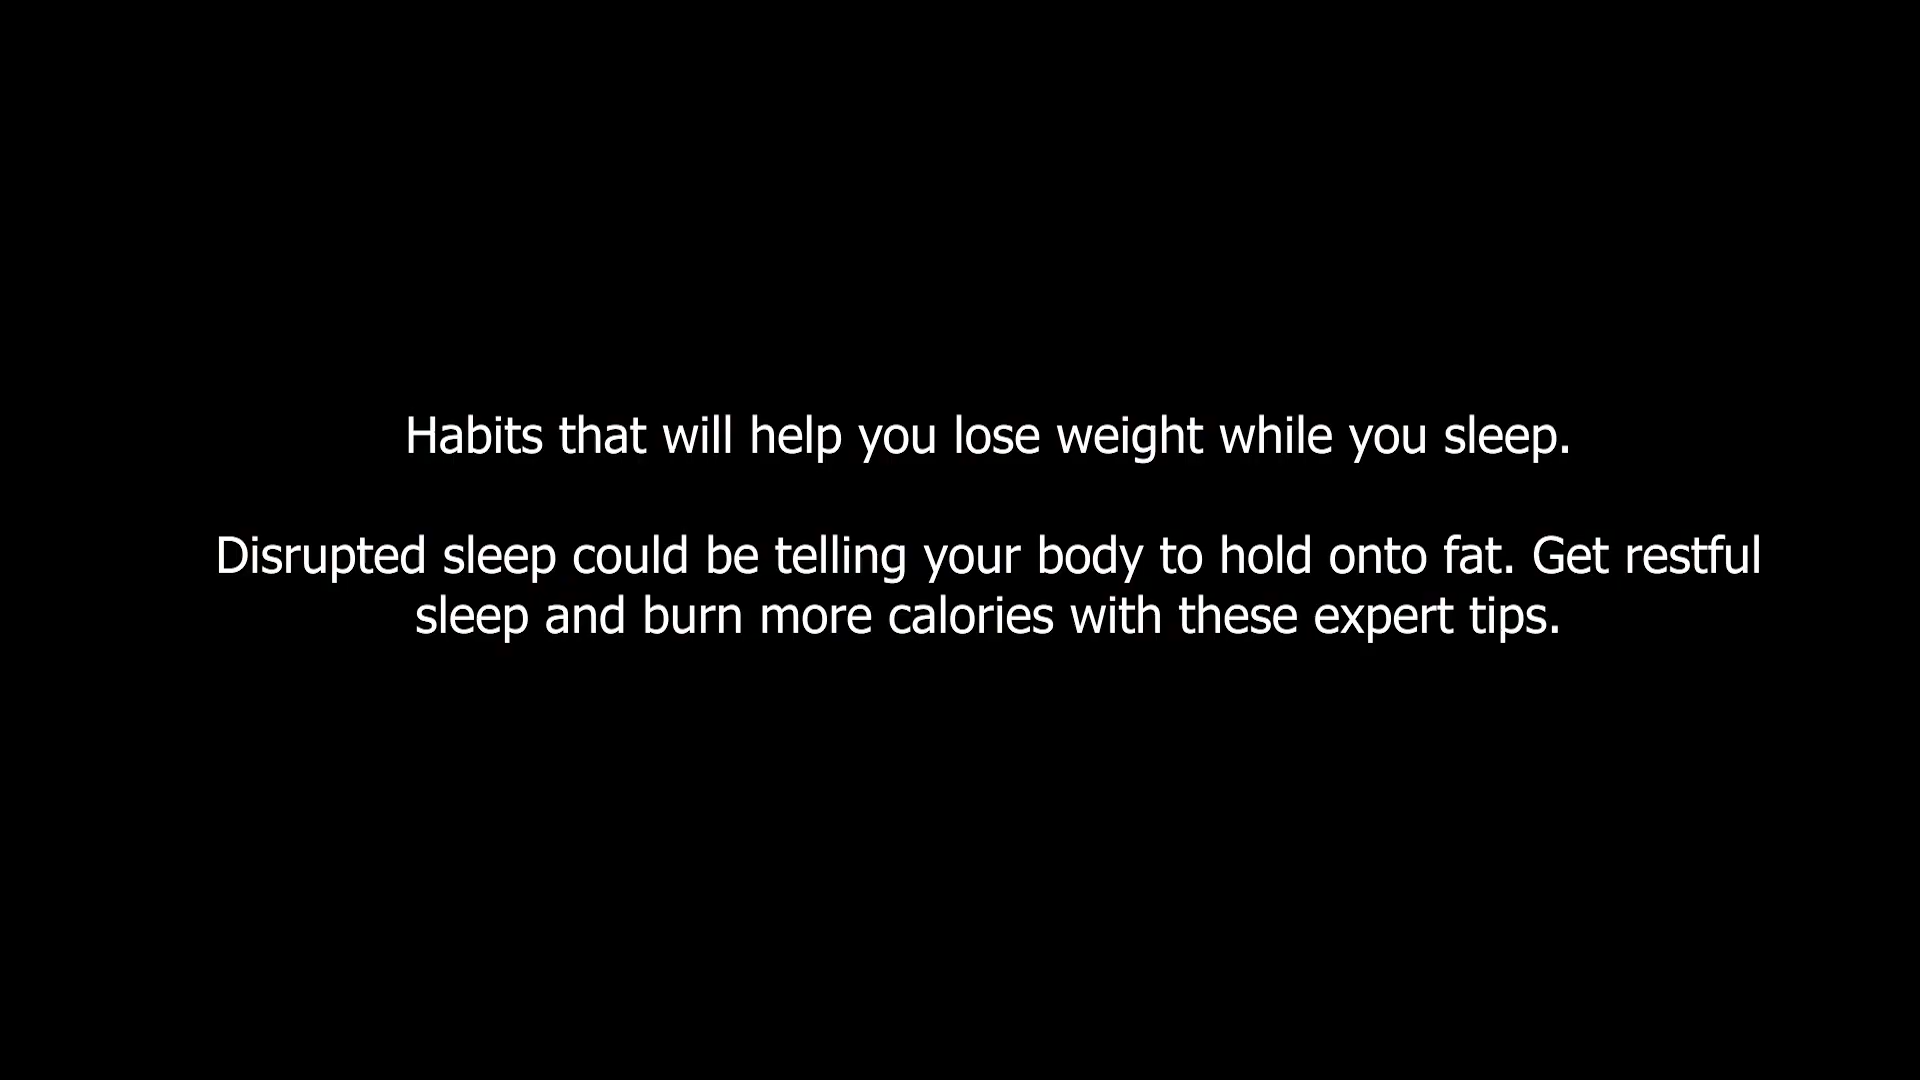 Habits that will help you lose weight while you sleep.
Disrupted sleep could be telling your body to hold onto fat. Get restful
sleep and burn more calories with these expert tips.